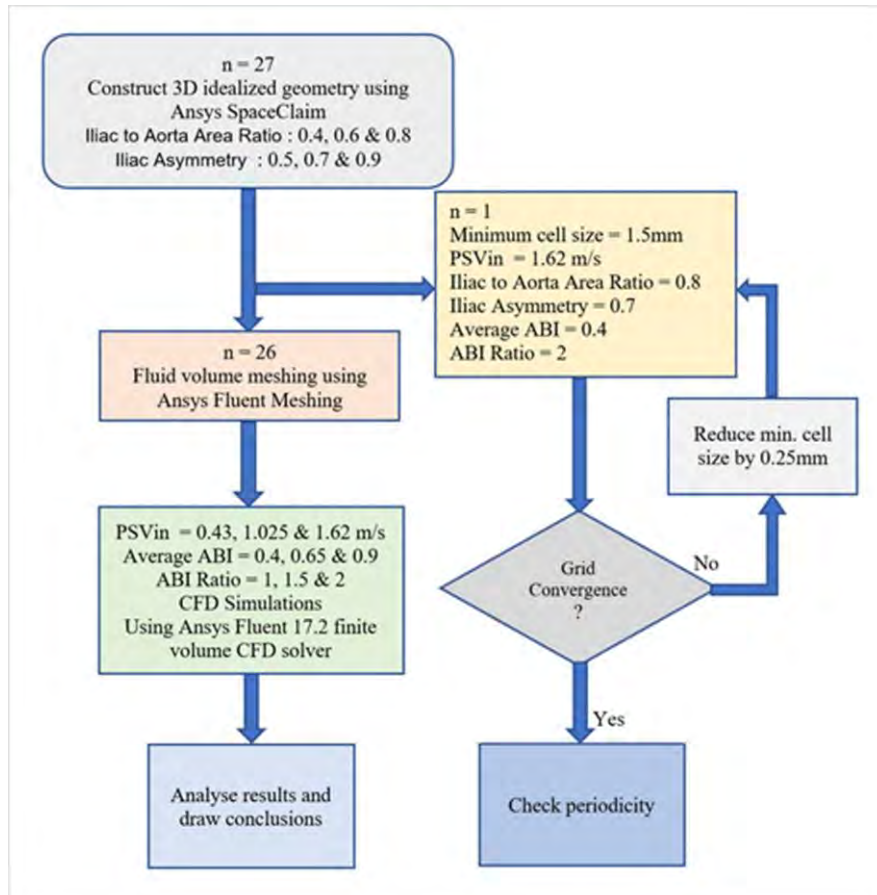 n = 27
Construct 3D idealized geometry using
Ansys SpaceClaim
Iliac to Aorta Area Ratio : 0.4, 0.6 & 0.8
Iliac Asymmetry : 0.5, 0.7 & 0.9
n = 1
Minimum cell size = 1.5mm
PSVin = 1.62 m/s
Iliac to Aorta Area Ratio = 0.8
Iliac Asymmetry = 0.7
Average ABI = 0.4
ABI Ratio = 2
n = 26
Fluid volume meshing using
Ansys Fluent Meshing
Reduce min. cell
size by 0.25mm
PSVin = 0.43, 1.025 & 1.62 m/s
Average ABI = 0.4, 0.65 & 0.9
ABI Ratio = 1, 1.5 & 2
CFD Simulations
Using Ansys Fluent 17.2 finite
volume CFD solver
Grid
Convergence
?
No
Yes
Analyse results and
draw conclusions
Check periodicity